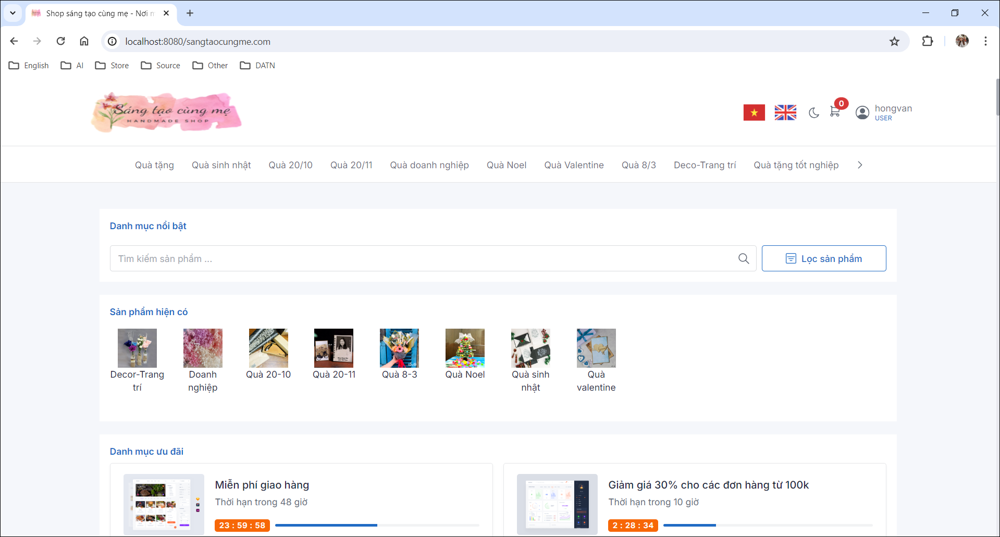 Shop sáng tạo cùng mẹ - Nơi
localhost:8080/sangtaocungme.com
English AI Store Source Other DATN
Sáng tạo cùng mẹ
HANDMADE SHOP
0
hongvan
USER
Quà tặng Quà sinh nhật Quà 20/10 Quà 20/11 Quà doanh nghiệp Quà Noel Quà Valentine Quà 8/3 Deco-Trang trí Quà tặng tốt nghiệp
Danh mục nổi bật
Tìm kiếm sản phẩm ...
Lọc sản phẩm
Sản phẩm hiện có
Decor-Trang trí
Doanh nghiệp
Quà 20-10
Quà 20-11
Quà 8-3
Quà Noel
Quà sinh nhật
Quà valentine
Danh mục ưu đãi
Miễn phí giao hàng
Thời hạn trong 48 giờ
23 : 59 : 58
Giảm giá 30% cho các đơn hàng từ 100k
Thời hạn trong 10 giờ
2 : 28 : 34